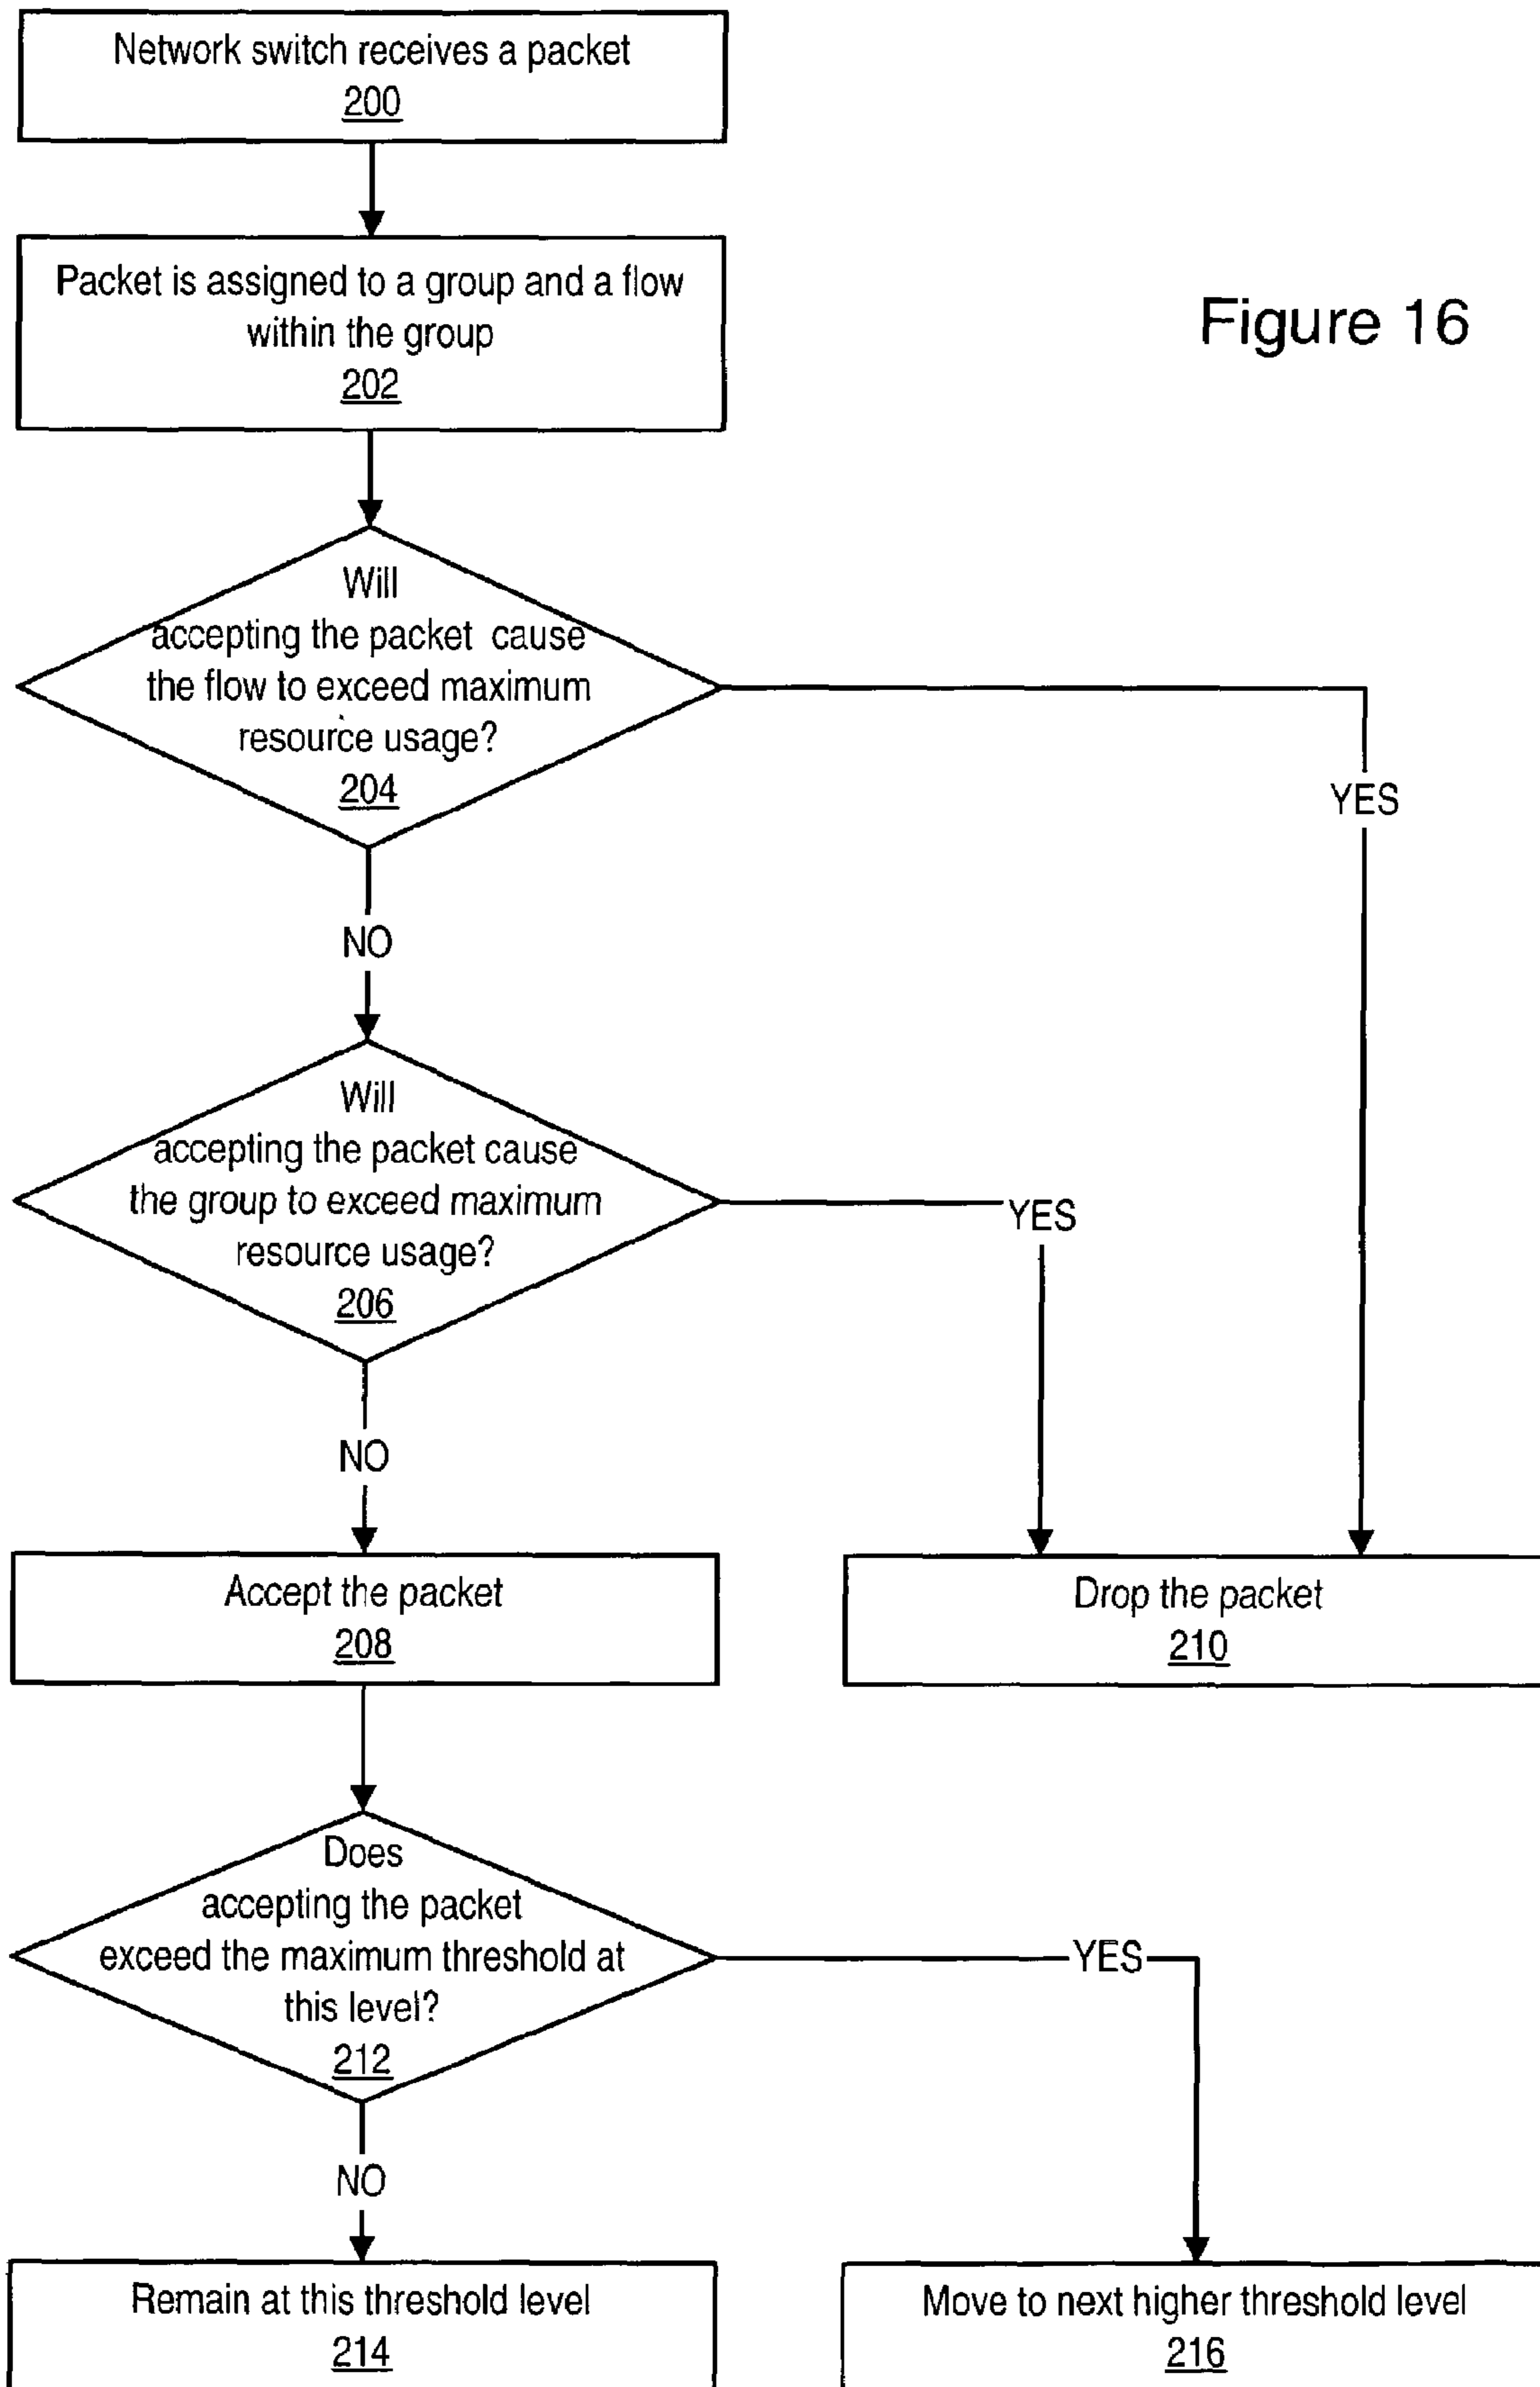 Network switch receives a packet
200
Packet is assigned to a group and a flow
within the group
202
Figure 16
Will
accepting the packet cause
the flow to exceed maximum
resource usage?
204
YES
NO
Will
accepting the packet cause
the group to exceed maximum
resource usage?
206
YES
NO
Accept the packet
208
Drop the packet
210
Does
accepting the packet
exceed the maximum threshold at
this level?
212
YES
NO
Remain at this threshold level
214
Move to next higher threshold level
216